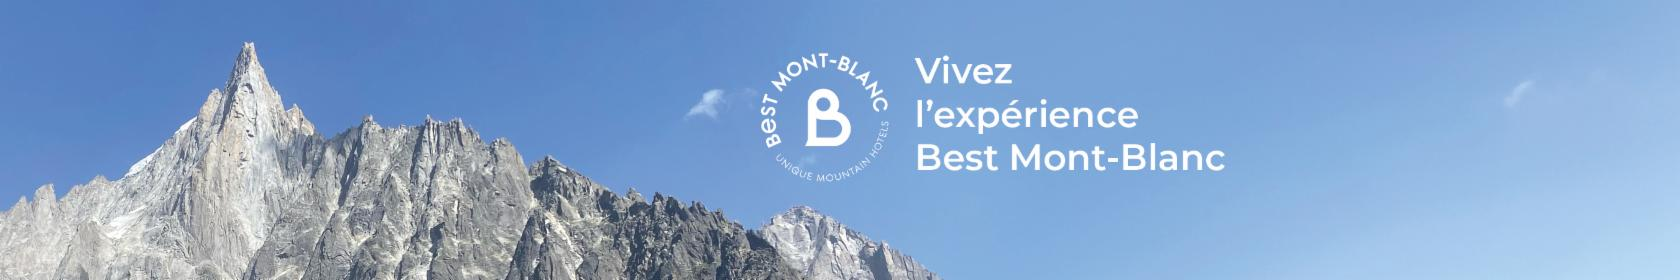 BeST MONT-BLANC
B
UNIQUE MOUNTAIN HOTELS
Vivez
l’expérience
Best Mont-Blanc